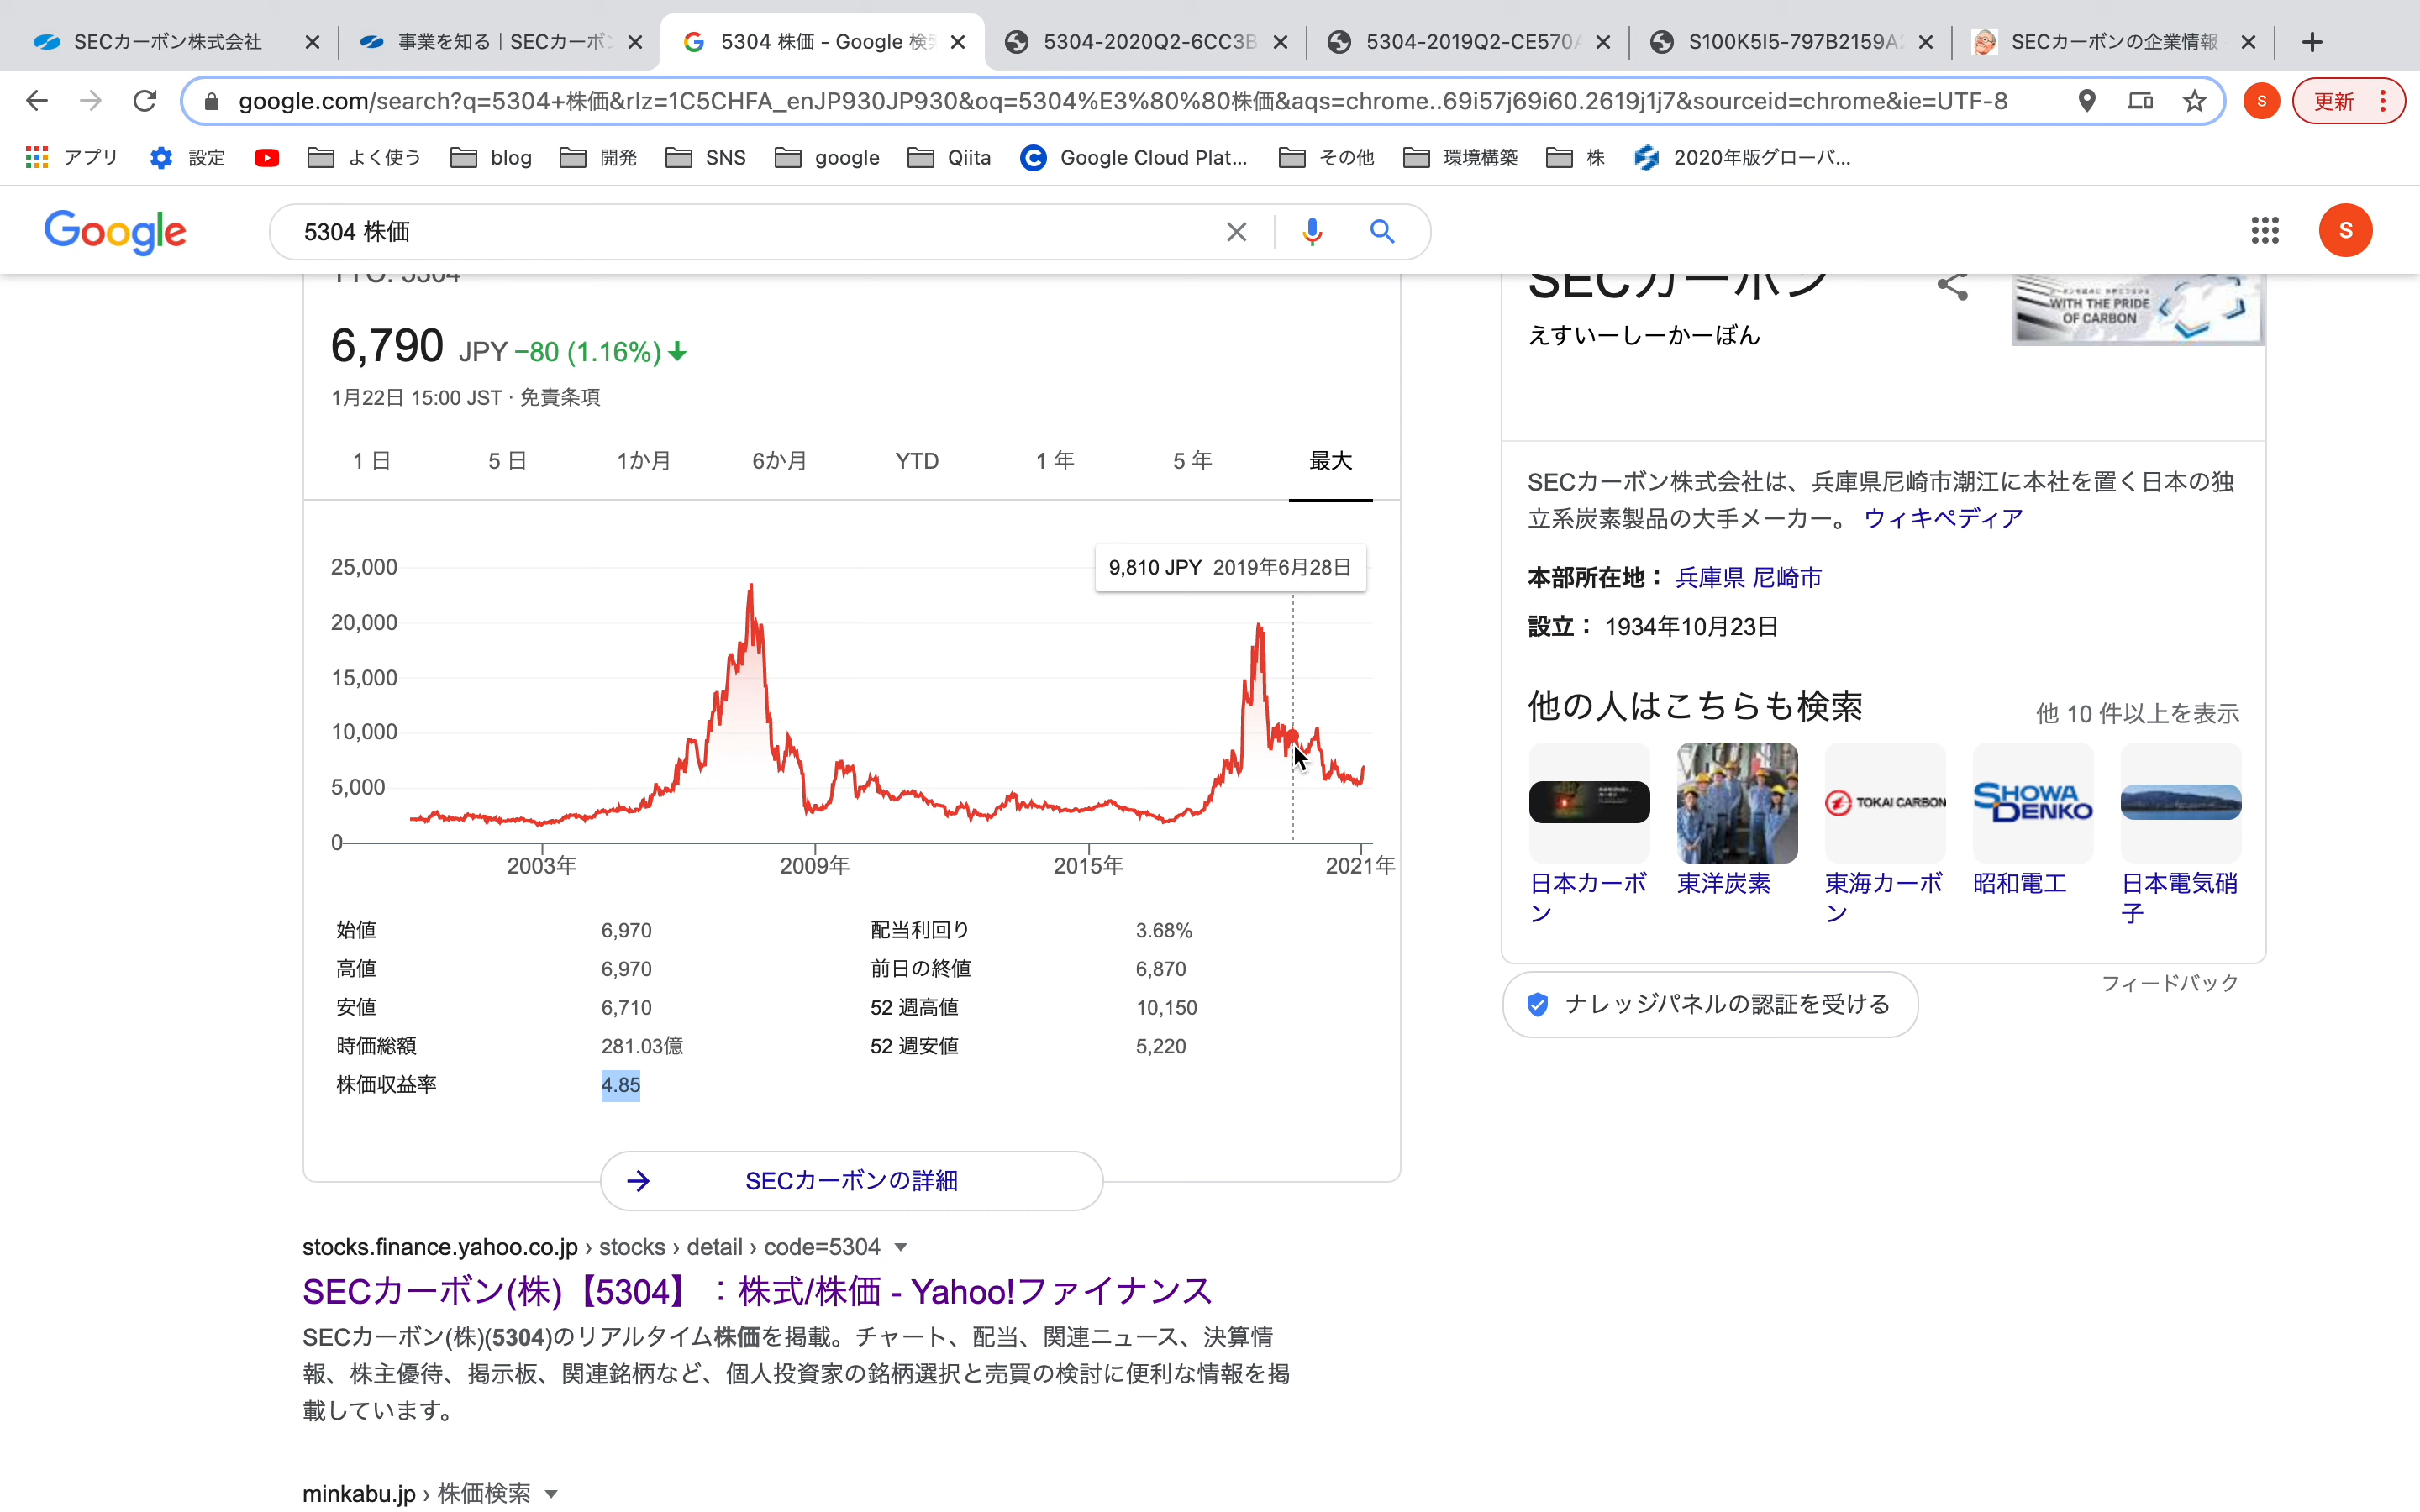 SECカーボン株式会社
事業を知る｜SECカーボン
5304 株価 - Google 検索
5304-2020Q2-6CC3B
5304-2019Q2-CE570
S100K5I5-797B2159A
SECカーボンの企業情報
google.com/search?q=5304+株価&rlz=1C5CHFA_enJP930JP930&oq=5304%E3%80%80株価&aqs=chrome..69i57j69i60.2619j1j7&sourceid=chrome&ie=UTF-8
S
更新
アプリ
設定
よく使う
blog
開発
SNS
google
Qiita
Google Cloud Plat...
その他
環境構築
株
2020年版グローバ...
Google
5304 株価
S
TYO: 5304
6,790 JPY −80 (1.16%)
1月22日 15:00 JST · 免責条項
1 日
5 日
1か月
6か月
YTD
1 年
5 年
最大
9,810 JPY 2019年6月28日
25,000
20,000
15,000
10,000
5,000
0
2003年
2009年
2015年
2021年
始値 6,970 配当利回り 3.68%
高値 6,970 前日の終値 6,870
安値 6,710 52 週高値 10,150
時価総額 281.03億 52 週安値 5,220
株価収益率 4.85
SECカーボンの詳細
stocks.finance.yahoo.co.jp › stocks › detail › code=5304
SECカーボン(株)【5304】：株式/株価 - Yahoo!ファイナンス
SECカーボン(株)(5304)のリアルタイム株価を掲載。チャート、配当、関連ニュース、決算情
報、株主優待、掲示板、関連銘柄など、個人投資家の銘柄選択と売買の検討に便利な情報を掲
載しています。
minkabu.jp › 株価検索
SECカーボン
えすいーしーかーぼん
WITH THE PRIDE
OF CARBON
SECカーボン株式会社は、兵庫県尼崎市潮江に本社を置く日本の独
立系炭素製品の大手メーカー。 ウィキペディア
本部所在地： 兵庫県 尼崎市
設立： 1934年10月23日
他の人はこちらも検索
他 10 件以上を表示
TOKAI CARBON
SHOWA
DENKO
日本カーボ
ン
東洋炭素
東海カーボ
ン
昭和電工
日本電気硝
子
フィードバック
ナレッジパネルの認証を受ける